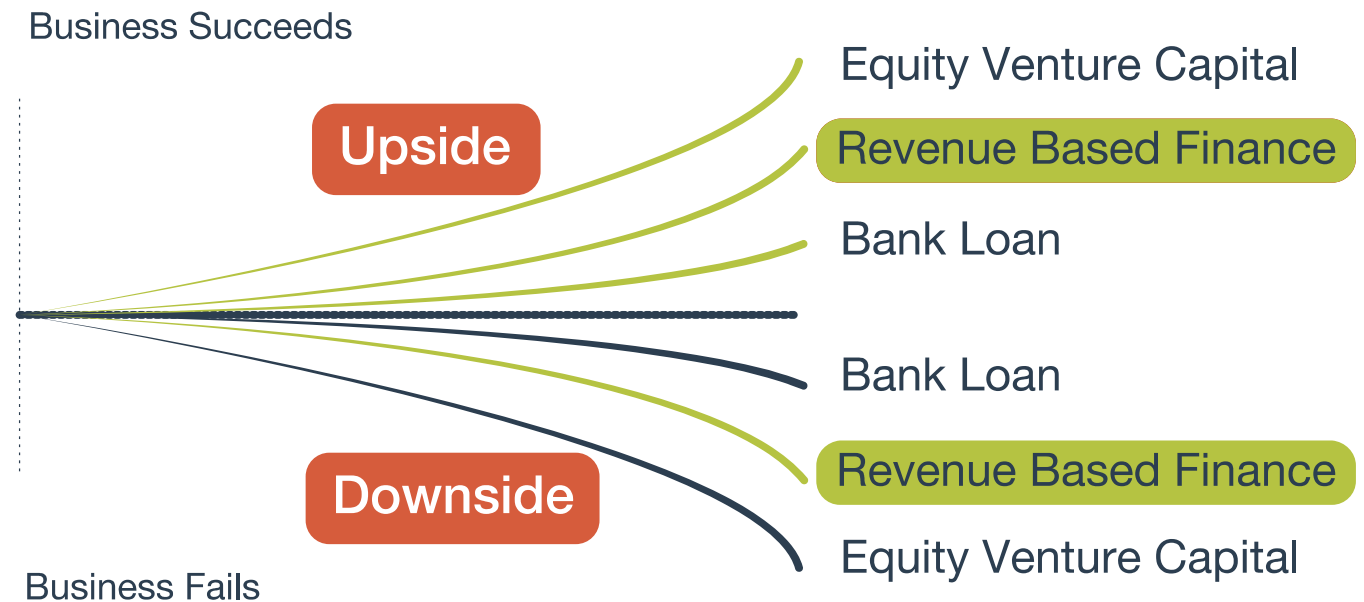 Business Succeeds
Equity Venture Capital
Upside
Revenue Based Finance
Bank Loan
Bank Loan
Revenue Based Finance
Downside
Equity Venture Capital
Business Fails